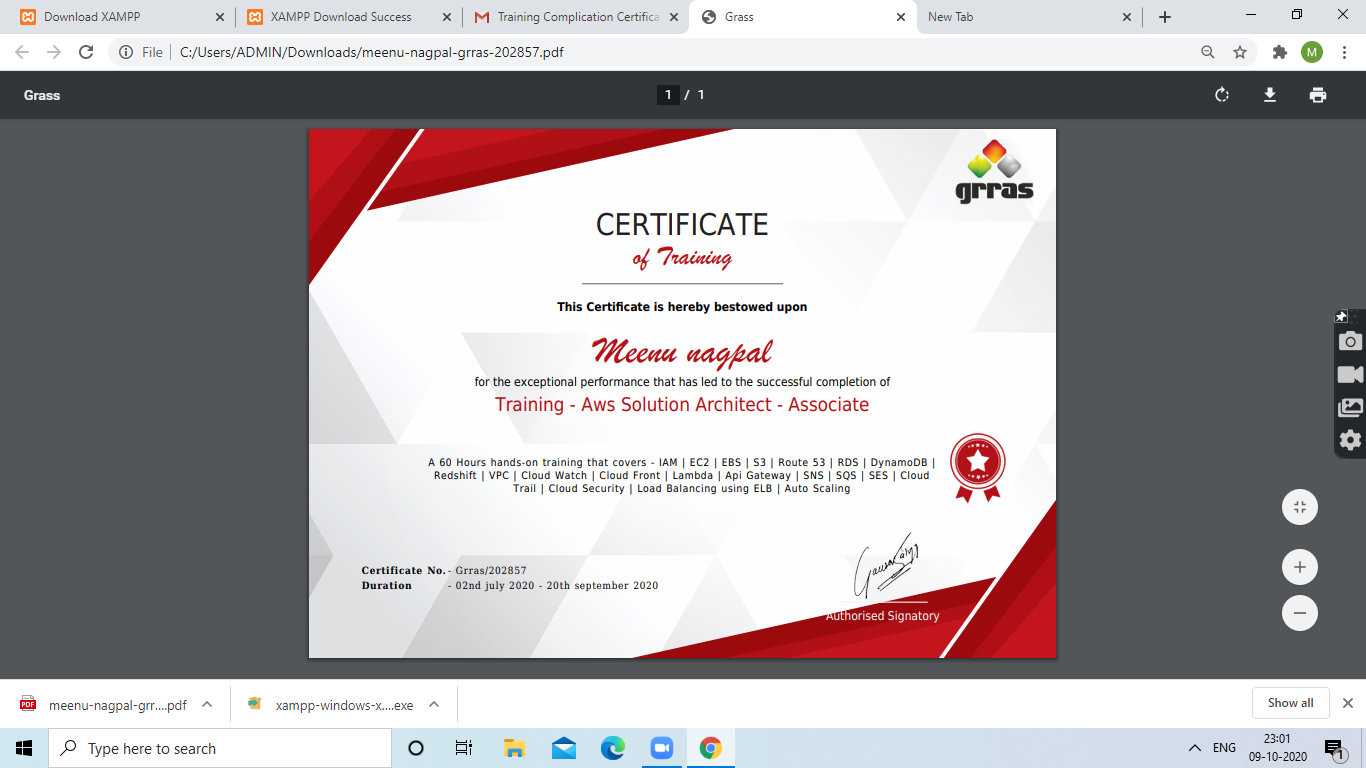 Download XAMPP
XAMPP Download Success
Training Complication Certifica
Grass
New Tab
File
C:/Users/ADMIN/Downloads/meenu-nagpal-grras-202857.pdf
M
Grass
1 / 1
grras
CERTIFICATE
of Training
This Certificate is hereby bestowed upon
Meenu nagpal
for the exceptional performance that has led to the successful completion of
Training - Aws Solution Architect - Associate
A 60 Hours hands-on training that covers - IAM | EC2 | EBS | S3 | Route 53 | RDS | DynamoDB |
Redshift | VPC | Cloud Watch | Cloud Front | Lambda | Api Gateway | SNS | SQS | SES | Cloud
Trail | Cloud Security | Load Balancing using ELB | Auto Scaling
Certificate No. - Grras/202857
Duration - 02nd july 2020 - 20th september 2020
Authorised Signatory
PDF
meenu-nagpal-grr....pdf
xampp-windows-x....exe
Show all
Type here to search
ENG
23:01
09-10-2020
1